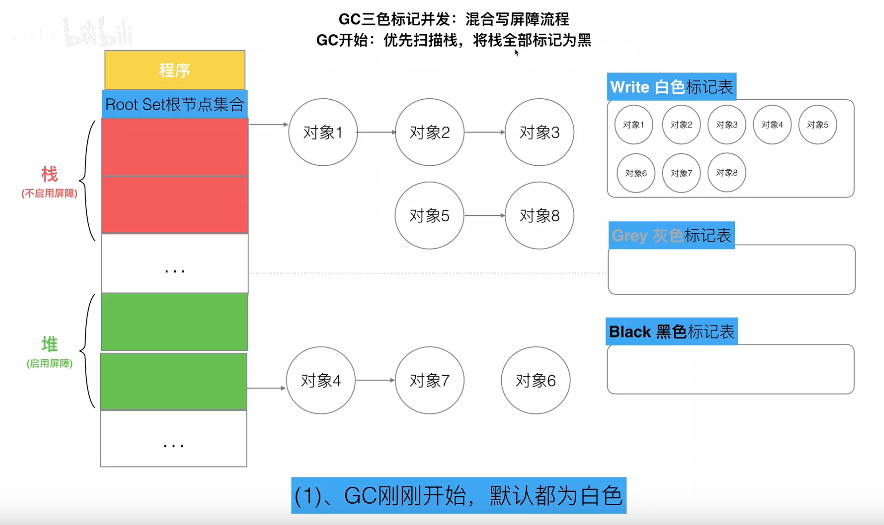 GC三色标记并发：混合写屏障流程
GC开始：优先扫描栈，将栈全部标记为黑
bilibili
程序
Root Set根节点集合
栈
(不启用屏障)
...
堆
(启用屏障)
...
对象1
对象2
对象3
对象5
对象8
对象4
对象7
对象6
Write 白色标记表
对象1 对象2 对象3 对象4 对象5
对象6 对象7 对象8
Grey 灰色标记表
Black 黑色标记表
(1)、GC刚刚开始，默认都为白色